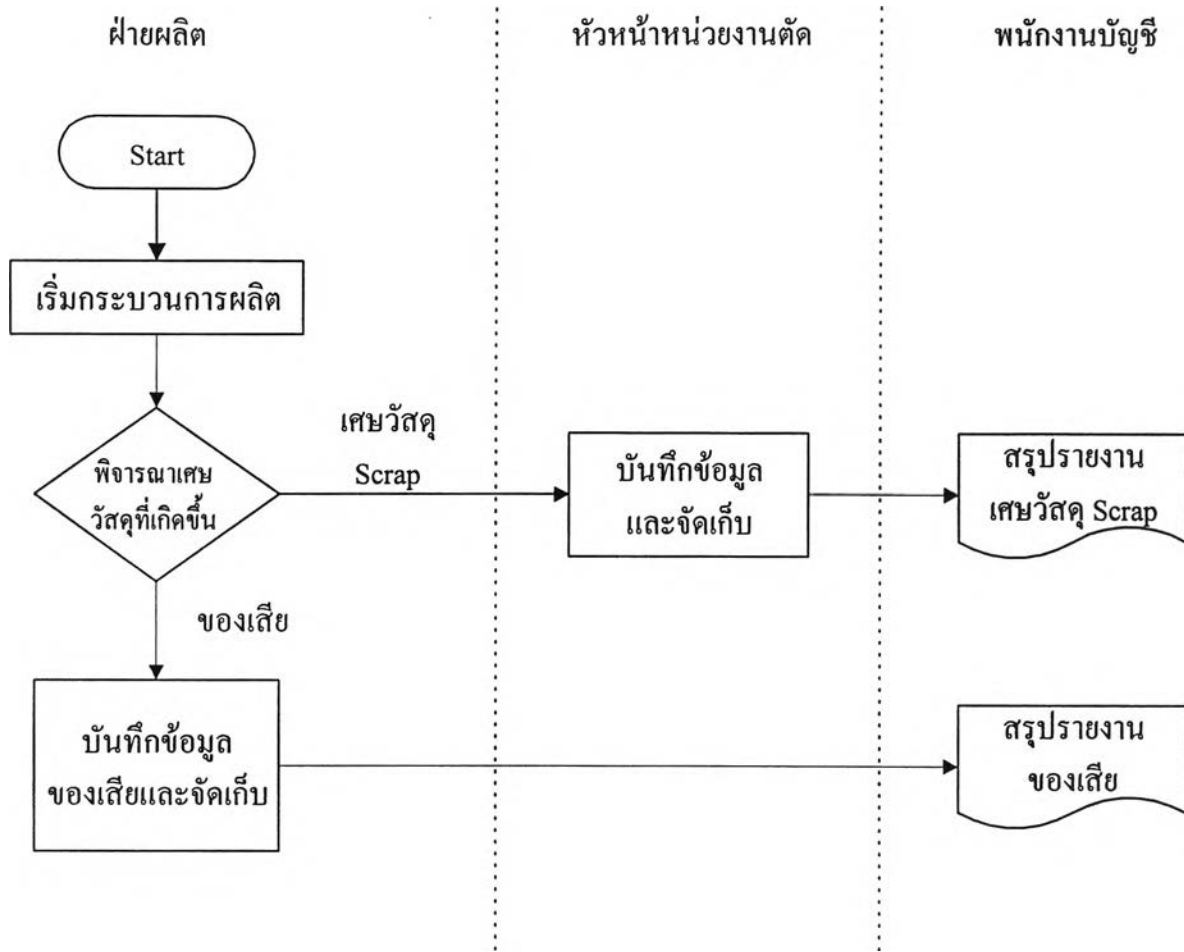 ฝ่ายผลิต
หัวหน้าหน่วยงานตัด
พนักงานบัญชี
Start
เริ่มกระบวนการผลิต
พิจารณาเศษ
วัสดุที่เกิดขึ้น
เศษวัสดุ
Scrap
บันทึกข้อมูล
และจัดเก็บ
สรุปรายงาน
เศษวัสดุ Scrap
ของเสีย
บันทึกข้อมูล
ของเสียและจัดเก็บ
สรุปรายงาน
ของเสีย